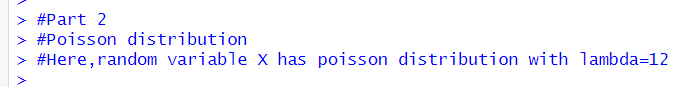 >
> #Part 2
> #Poisson distribution
> #Here,random variable X has poisson distribution with lambda=12
>